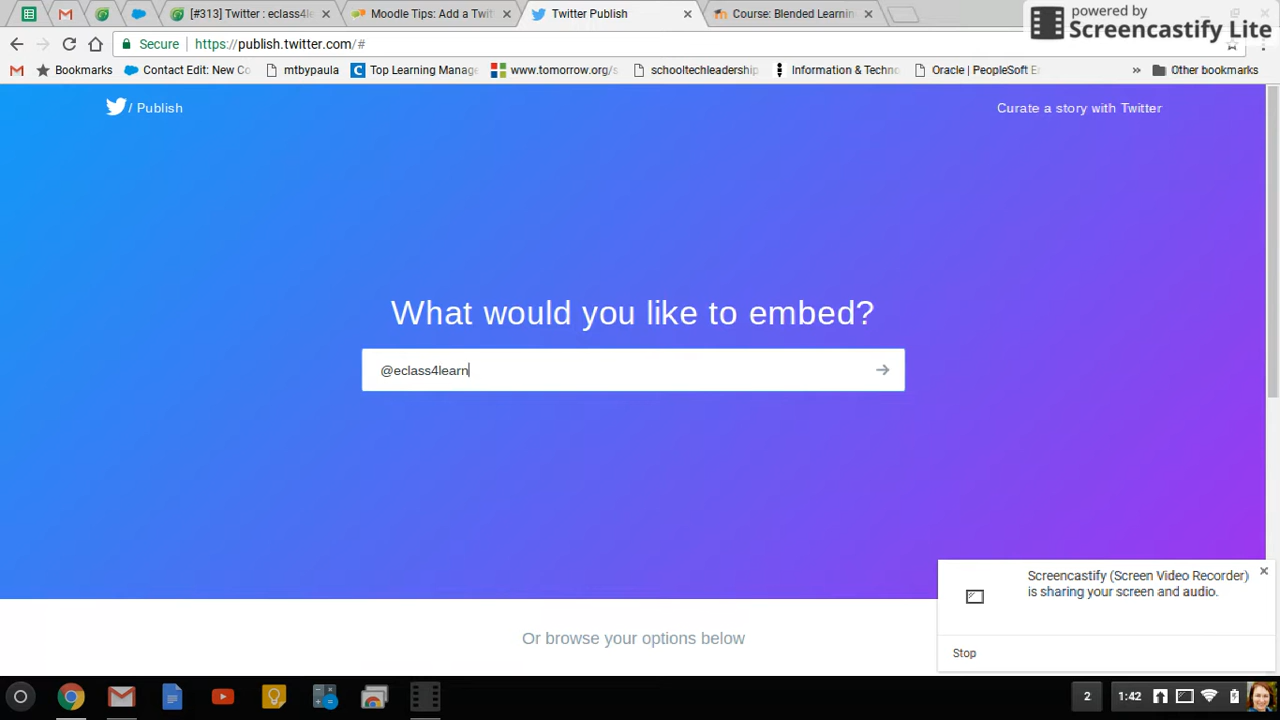 [#313] Twitter : eclass4le
Moodle Tips: Add a Twit
Twitter Publish
Course: Blended Learnin
powered by
Screencastify Lite
Secure
https://publish.twitter.com/#
Bookmarks
Contact Edit: New Co
mtbypaula
Top Learning Manage
www.tomorrow.org/s
schooltechleadership
Information & Techno
Oracle | PeopleSoft E
»
Other bookmarks
/ Publish
Curate a story with Twitter
What would you like to embed?
@eclass4learn
Screencastify (Screen Video Recorder)
is sharing your screen and audio.
Or browse your options below
Stop
2
1:42